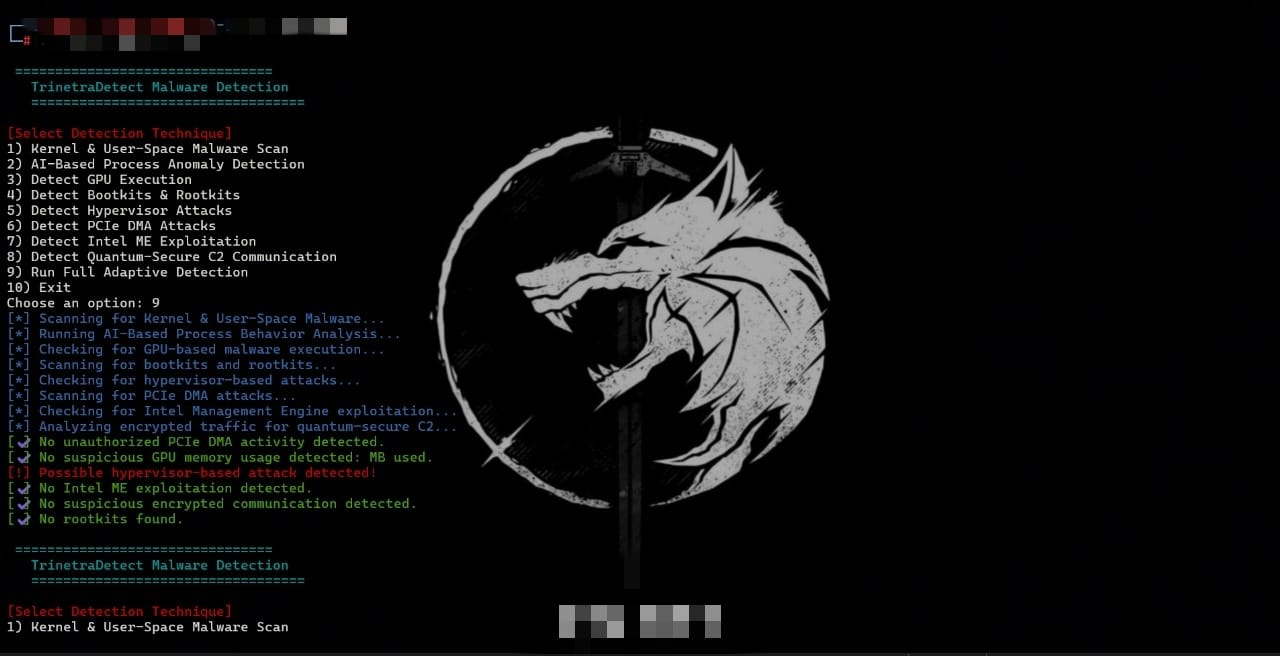 #
================================
TrinetraDetect Malware Detection
==================================
[Select Detection Technique]
1) Kernel & User-Space Malware Scan
2) AI-Based Process Anomaly Detection
3) Detect GPU Execution
4) Detect Bootkits & Rootkits
5) Detect Hypervisor Attacks
6) Detect PCIe DMA Attacks
7) Detect Intel ME Exploitation
8) Detect Quantum-Secure C2 Communication
9) Run Full Adaptive Detection
10) Exit
Choose an option: 9
[*] Scanning for Kernel & User-Space Malware...
[*] Running AI-Based Process Behavior Analysis...
[*] Checking for GPU-based malware execution...
[*] Scanning for bootkits and rootkits...
[*] Checking for hypervisor-based attacks...
[*] Scanning for PCIe DMA attacks...
[*] Checking for Intel Management Engine exploitation...
[*] Analyzing encrypted traffic for quantum-secure C2...
[✔] No unauthorized PCIe DMA activity detected.
[✔] No suspicious GPU memory usage detected: MB used.
[!] Possible hypervisor-based attack detected!
[✔] No Intel ME exploitation detected.
[✔] No suspicious encrypted communication detected.
[✔] No rootkits found.
================================
TrinetraDetect Malware Detection
==================================
[Select Detection Technique]
1) Kernel & User-Space Malware Scan